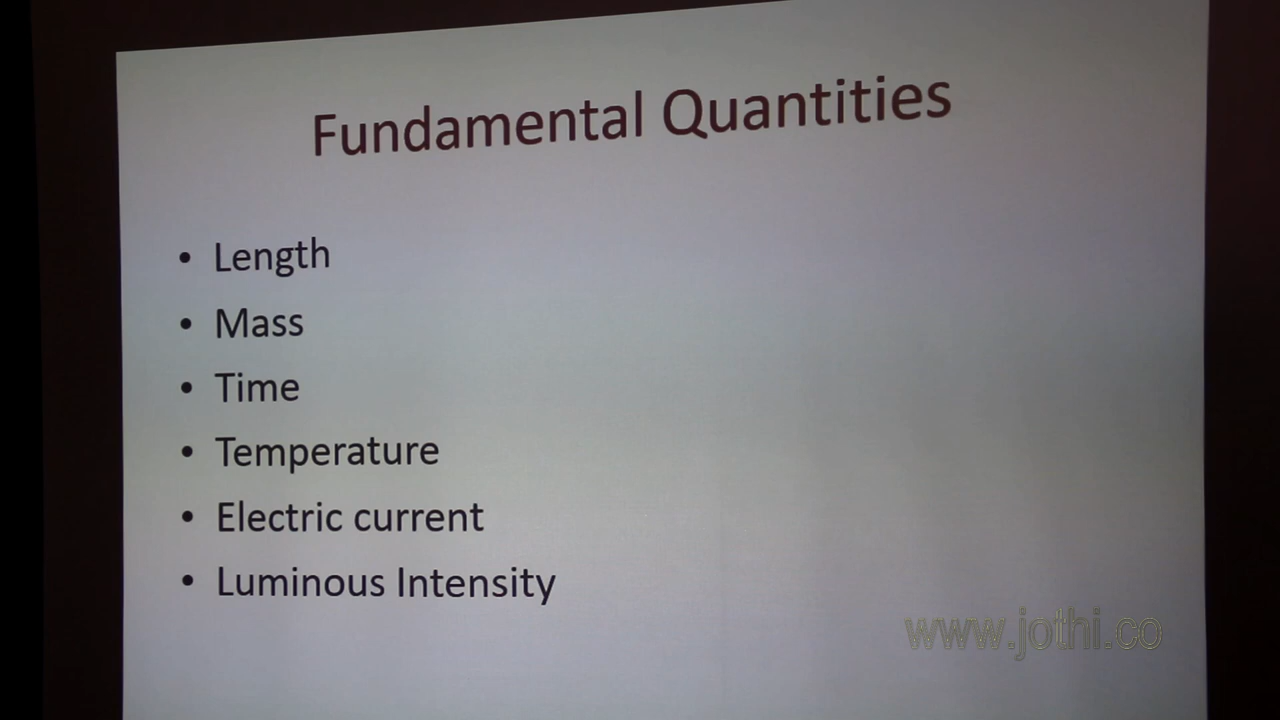 Fundamental Quantities
• Length
• Mass
• Time
• Temperature
• Electric current
• Luminous Intensity
www.jothi.co